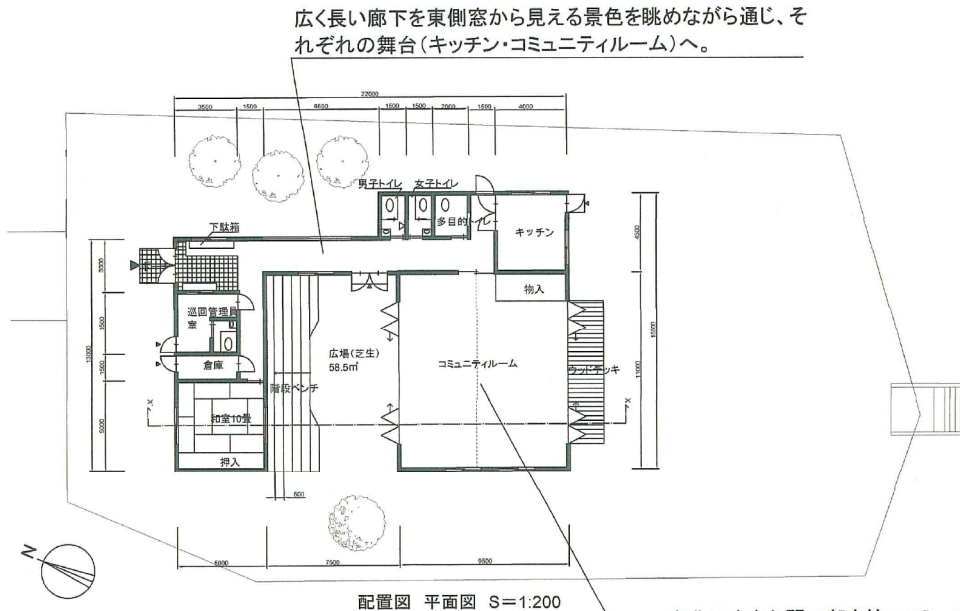 広く長い廊下を東側窓から見える景色を眺めながら通じ、そ
れぞれの舞台(キッチン・コミュニティルーム)へ。
22000
3500 1500 1500 1500 2000 1500 4000
男子トイレ 女子トイレ
多目的トイレ
キッチン
下駄箱
物入
巡回管理員
室
倉庫
広場(芝生)
58.5㎡
コミュニティルーム
階段ベンチ
ウッドデッキ
和室10畳
押入
X X
3000
1500
5000
13000
4500
600
7500 9500
N
配置図 平面図 S=1:200